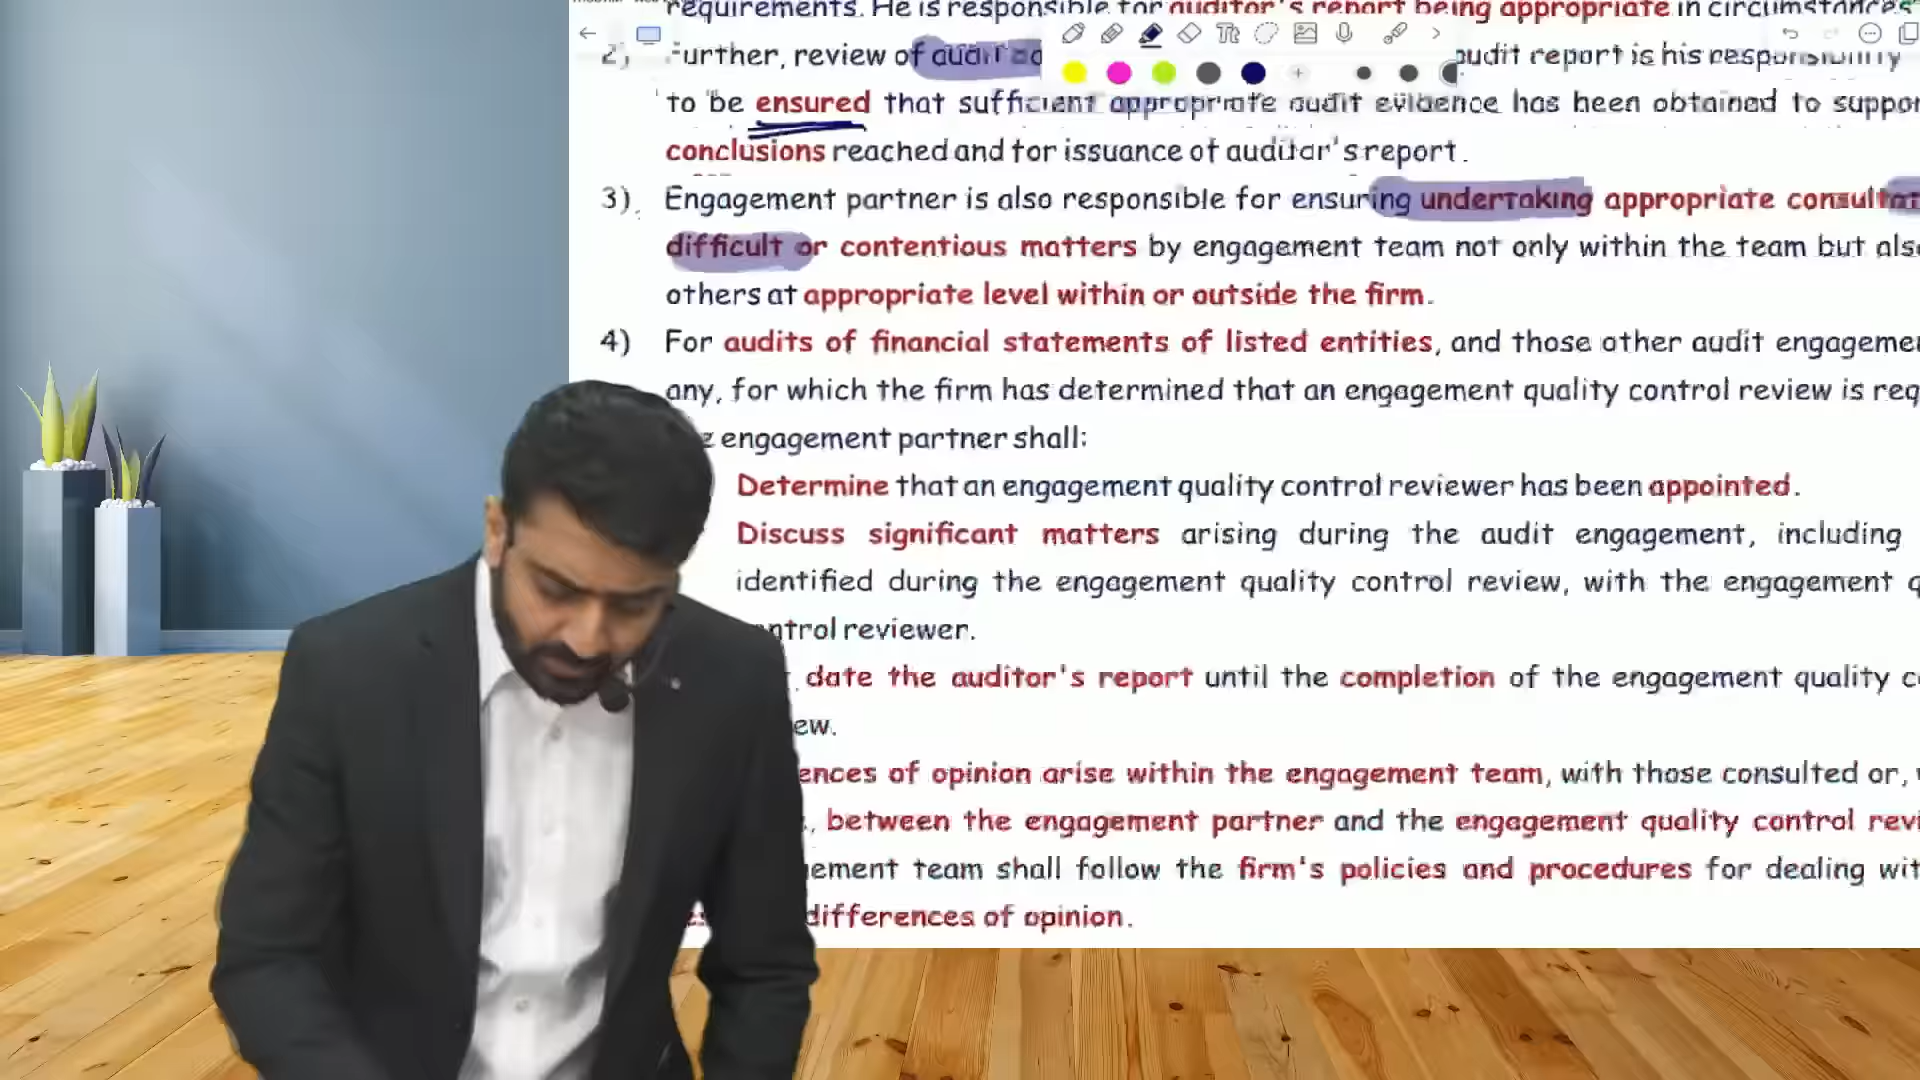 requirements. He is responsible for auditor's report being appropriate in circumstances
2) Further, review of audit audit report is his responsibility
to be ensured that sufficient appropriate audit evidence has been obtained to suppor
conclusions reached and for issuance of auditor's report.
3) Engagement partner is also responsible for ensuring undertaking appropriate consultat
difficult or contentious matters by engagement team not only within the team but als
others at appropriate level within or outside the firm.
4) For audits of financial statements of listed entities, and those other audit engageme
any, for which the firm has determined that an engagement quality control review is req
engagement partner shall:
Determine that an engagement quality control reviewer has been appointed.
Discuss significant matters arising during the audit engagement, including
identified during the engagement quality control review, with the engagement q
ntrol reviewer.
date the auditor's report until the completion of the engagement quality c
ew.
ences of opinion arise within the engagement team, with those consulted or,
, between the engagement partner and the engagement quality control revi
ement team shall follow the firm's policies and procedures for dealing wit
differences of opinion.